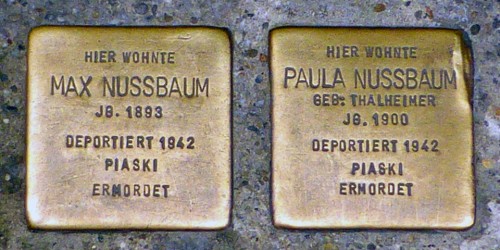 HIER WOHNTE
MAX NUSSBAUM
JG. 1893
DEPORTIERT 1942
PIASKI
ERMORDET
HIER WOHNTE
PAULA NUSSBAUM
GEB. THALHEIMER
JG. 1900
DEPORTIERT 1942
PIASKI
ERMORDET